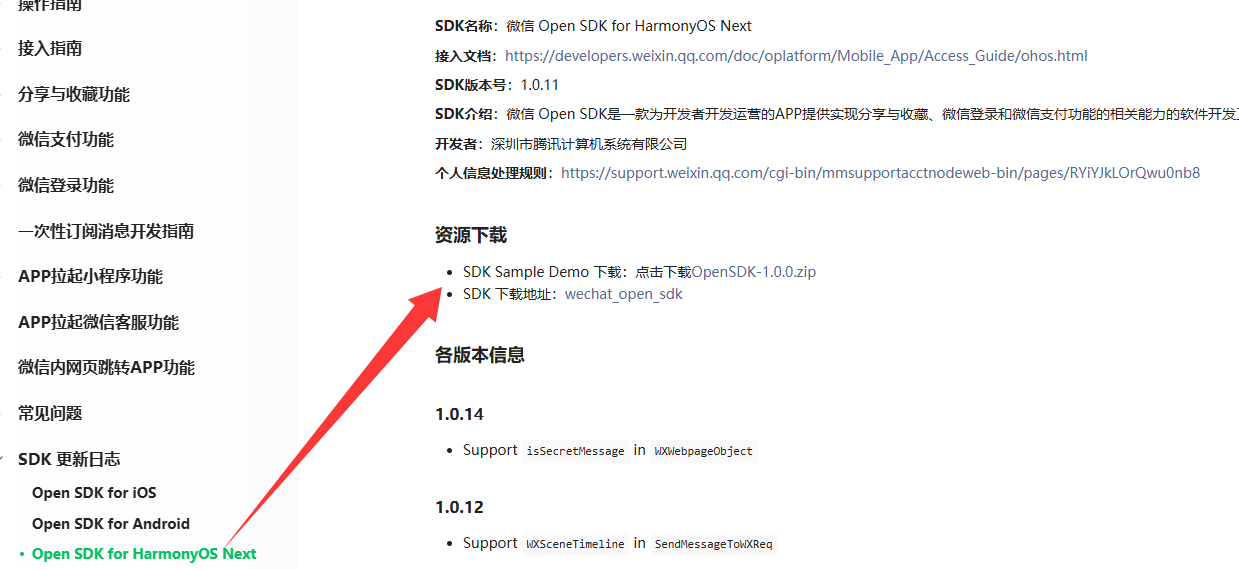 操作指南
接入指南
分享与收藏功能
微信支付功能
微信登录功能
一次性订阅消息开发指南
APP拉起小程序功能
APP拉起微信客服功能
微信内网页跳转APP功能
常见问题
SDK 更新日志
Open SDK for iOS
Open SDK for Android
Open SDK for HarmonyOS Next
SDK名称：微信 Open SDK for HarmonyOS Next
接入文档：https://developers.weixin.qq.com/doc/oplatform/Mobile_App/Access_Guide/ohos.html
SDK版本号：1.0.11
SDK介绍：微信 Open SDK是一款为开发者开发运营的APP提供实现分享与收藏、微信登录和微信支付功能的相关能力的软件开发
开发者：深圳市腾讯计算机系统有限公司
个人信息处理规则：https://support.weixin.qq.com/cgi-bin/mmsupportacctnodeweb-bin/pages/RYiYJkLOrQwu0nb8
资源下载
SDK Sample Demo 下载：点击下载OpenSDK-1.0.0.zip
SDK 下载地址：wechat_open_sdk
各版本信息
1.0.14
Support isSecretMessage in WXWebpageObject
1.0.12
Support WXSceneTimeline in SendMessageToWXReq